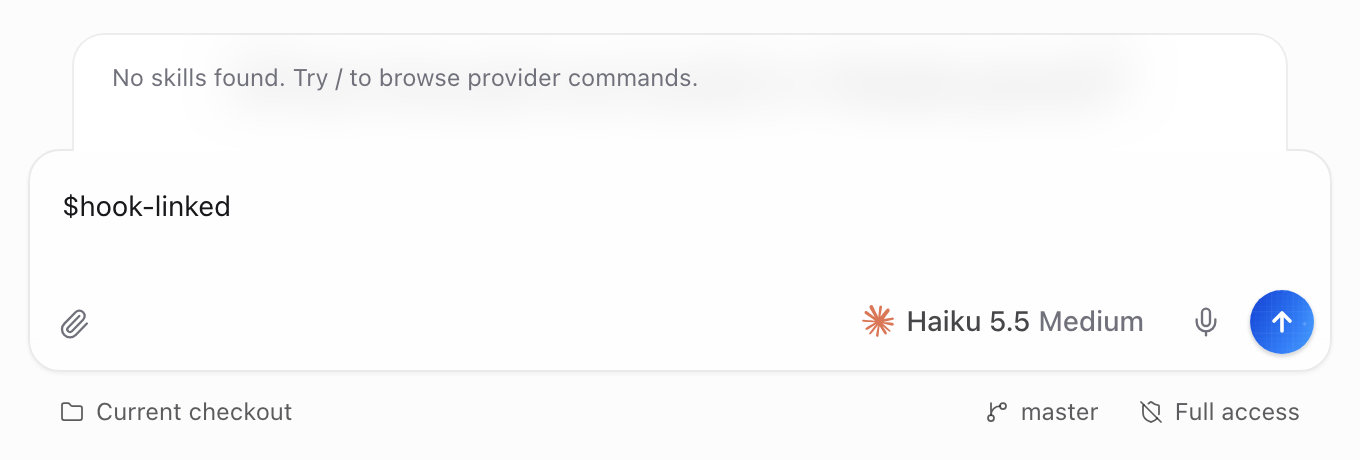 No skills found. Try / to browse provider commands.
$hook-linked
Haiku 5.5 Medium
Current checkout
master
Full access